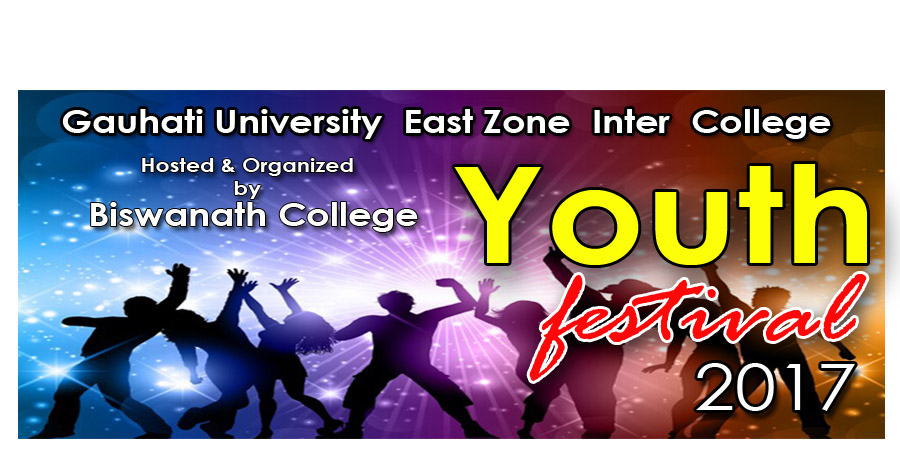 Gauhati University East Zone Inter College
Hosted & Organized
by
Biswanath College
Youth
festival
2017